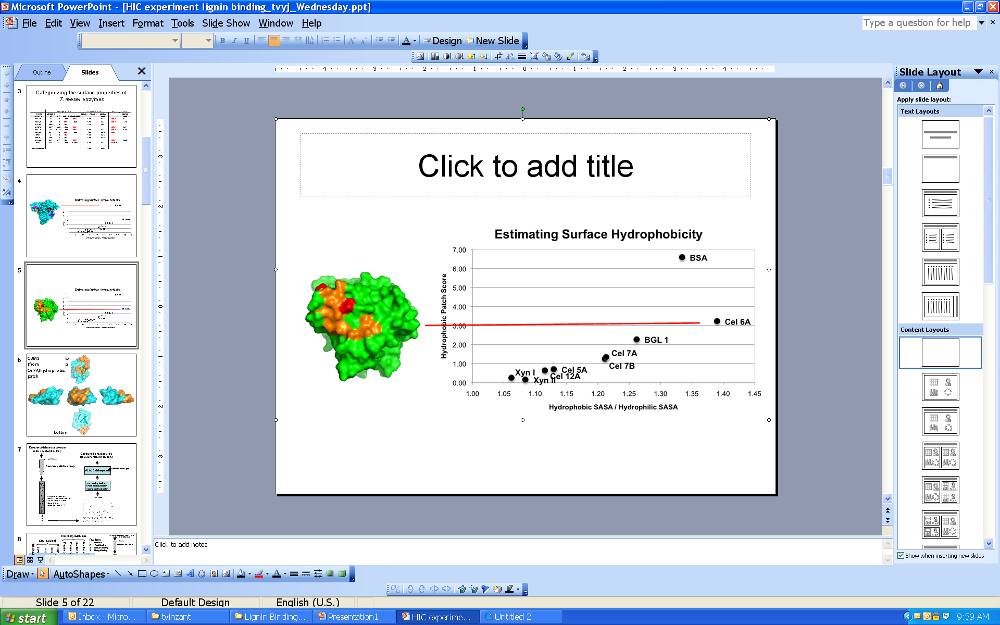 Microsoft PowerPoint - [HIC experiment lignin binding_tvyj_Wednesday.ppt]
File Edit View Insert Format Tools Slide Show Window Help
Type a question for help
Design New Slide
Outline Slides
Slide Layout
Apply slide layout:
Text Layouts
Content Layouts
Show when inserting new slides
3
Categorizing the surface properties of
T. reesei enzymes
4
Estimating Surface Hydrophobicity
5
Estimating Surface Hydrophobicity
6
CBM1 to
(from p
Cel7A)hydrophobic
patch
bottom
7
8
Click to add title
Estimating Surface Hydrophobicity
Hydrophobic Patch Score
7.00
6.00
5.00
4.00
3.00
2.00
1.00
0.00
BSA
Cel 6A
BGL 1
Cel 7A
Cel 7B
Cel 5A
Cel 12A
Xyn I
Xyn II
1.00 1.05 1.10 1.15 1.20 1.25 1.30 1.35 1.40 1.45
Hydrophobic SASA / Hydrophilic SASA
Click to add notes
Draw AutoShapes
Slide 5 of 22 Default Design English (U.S.)
start Inbox - Micro... tvinzant Lignin Binding... Presentation1 HIC experime... Untitled 2 9:59 AM